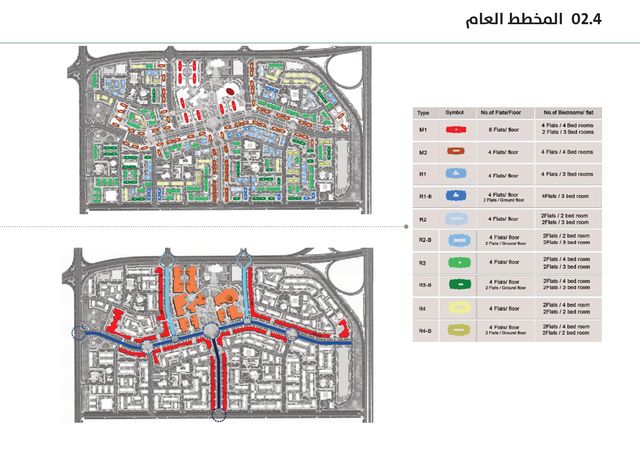 02.4 المخطط العام
Type Symbol No.of Flats/Floor No.of Bedrooms/ flat
M1 6 Flats/ floor 4 Flats / 4 Bed rooms
2 Flats / 3 Bed rooms
M2 4 Flats/ floor 4 Flats / 4 Bed rooms
R1 4 Flats/ floor 4 Flats / 3 Bed rooms
R1-B 4 Flats/ floor 4Flats / 3 bed room
2 Flats / Ground floor
R2 4 Flats/ floor 2Flats / 2 bed room
2Flats / 3 bed room
R2-B 4 Flats/ floor 2Flats / 2 bed room
2 Flats / Ground floor 2Flats / 3 bed room
R3 4 Flats/ floor 2Flats / 4 bed room
2Flats / 3 bed room
R3-B 4 Flats/ floor 2Flats / 4 bed room
2 Flats / Ground floor 2Flats / 3 bed room
R4 4 Flats/ floor 2Flats / 4 bed room
2Flats / 2 bed room
R4-B 4 Flats/ floor 2Flats / 4 bed room
2 Flats / Ground floor 2Flats / 2 bed room